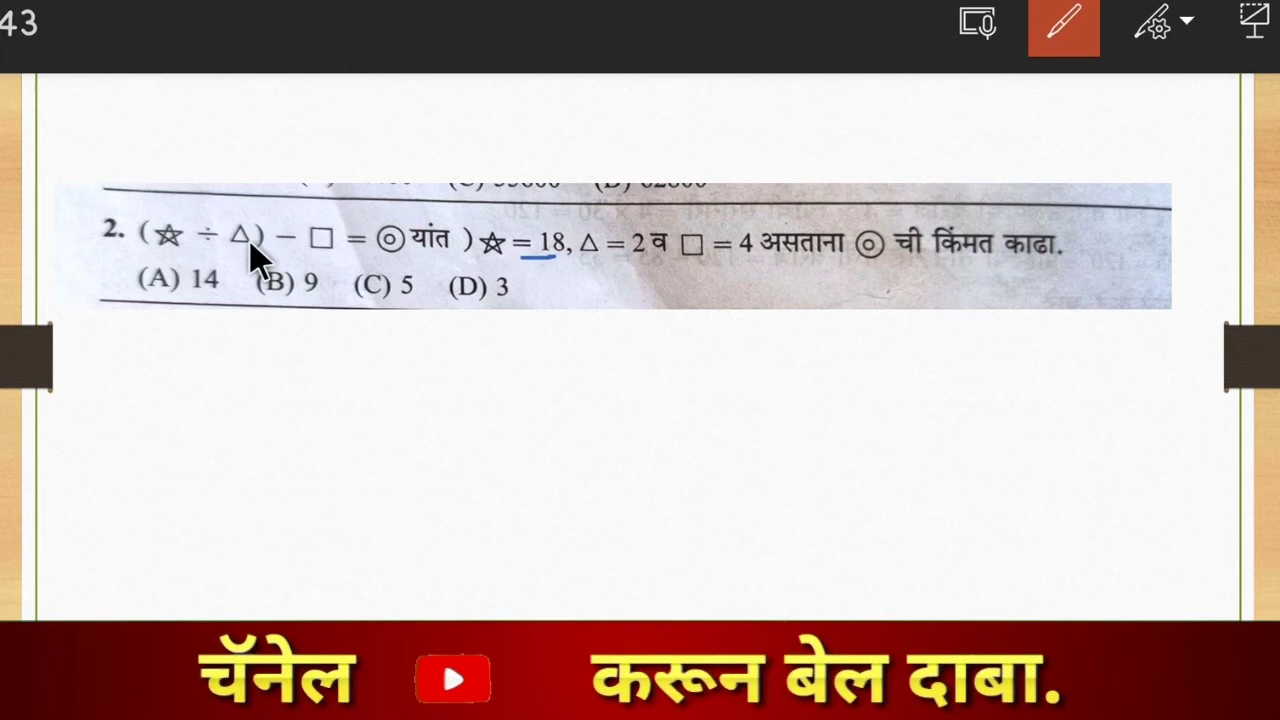 43
2. (☆ ÷ △) − □ = ◎ यांत ) ☆ = 18, △ = 2 व □ = 4 असताना ◎ ची किंमत काढा.
(A) 14 (B) 9 (C) 5 (D) 3
चॅनेल करून बेल दाबा.